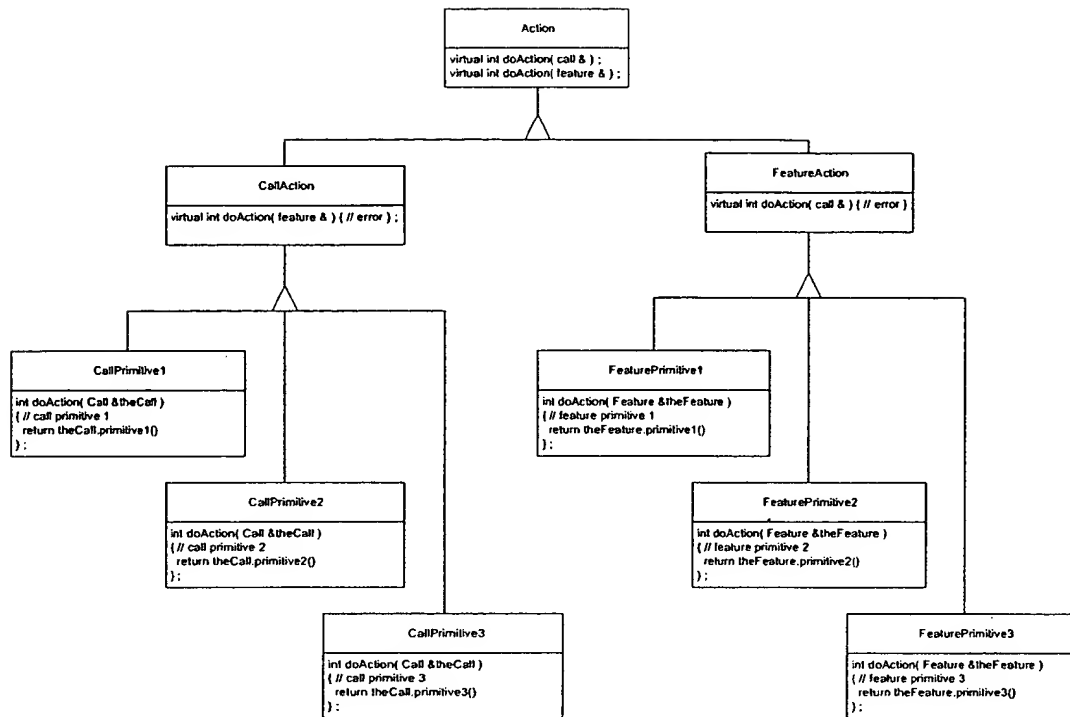 Action
virtual int doAction( call & ) ;
virtual int doAction( feature & ) ;
CallAction
virtual int doAction( feature & ) { // error } ;
FeatureAction
virtual int doAction( call & ) { // error }
CallPrimitive1
int doAction( Call &theCall )
{ // call primitive 1
return theCall.primitive1()
} ;
FeaturePrimitive1
int doAction( Feature &theFeature )
{ // feature primitive 1
return theFeature.primitive1()
} ;
CallPrimitive2
int doAction( Call &theCall )
{ // call primitive 2
return theCall.primitive2()
} ;
FeaturePrimitive2
int doAction( Feature &theFeature )
{ // feature primitive 2
return theFeature.primitive2()
} ;
CallPrimitive3
int doAction( Call &theCall )
{ // call primitive 3
return theCall.primitive3()
} ;
FeaturePrimitive3
int doAction( Feature &theFeature )
{ // feature primitive 3
return theFeature.primitive3()
} ;